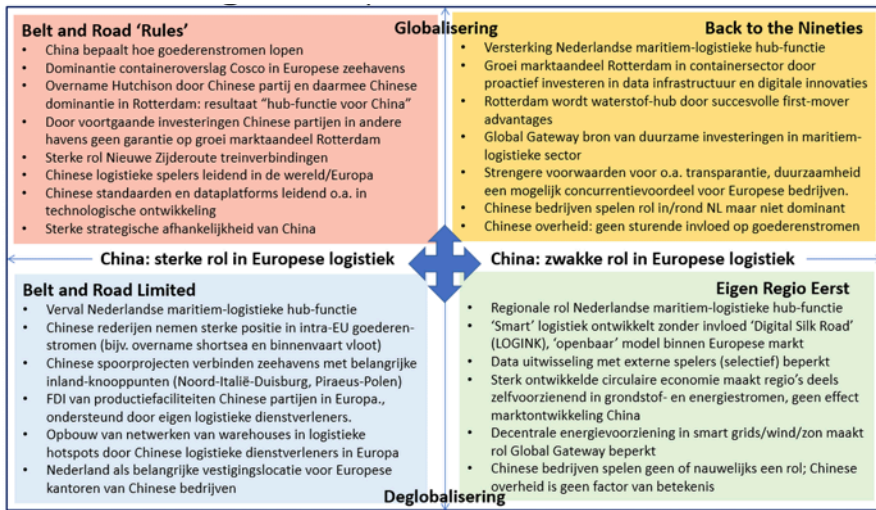 Globalisering
Belt and Road ‘Rules’
• China bepaalt hoe goederenstromen lopen
• Dominantie containeroverslag Cosco in Europese zeehavens
• Overname Hutchison door Chinese partij en daarmee Chinese
dominantie in Rotterdam: resultaat “hub-functie voor China”
• Door voortgaande investeringen Chinese partijen in andere
havens geen garantie op groei marktaandeel Rotterdam
• Sterke rol Nieuwe Zijderoute treinverbindingen
• Chinese logistieke spelers leidend in de wereld/Europa
• Chinese standaarden en dataplatforms leidend o.a. in
technologische ontwikkeling
• Sterke strategische afhankelijkheid van China
Back to the Nineties
• Versterking Nederlandse maritiem-logistieke hub-functie
• Groei marktaandeel Rotterdam in containersector door
proactief investeren in data infrastructuur en digitale innovaties
• Rotterdam wordt waterstof-hub door succesvolle first-mover
advantages
• Global Gateway bron van duurzame investeringen in maritiem-
logistieke sector
• Strengere voorwaarden voor o.a. transparantie, duurzaamheid
een mogelijk concurrentievoordeel voor Europese bedrijven.
• Chinese bedrijven spelen rol in/rond NL maar niet dominant
• Chinese overheid: geen sturende invloed op goederenstromen
China: sterke rol in Europese logistiek
China: zwakke rol in Europese logistiek
Belt and Road Limited
• Verval Nederlandse maritiem-logistieke hub-functie
• Chinese rederijen nemen sterke positie in intra-EU goederen-
stromen (bijv. overname shortsea en binnenvaart vloot)
• Chinese spoorprojecten verbinden zeehavens met belangrijke
inland-knooppunten (Noord-Italië-Duisburg, Piraeus-Polen)
• FDI van productiefaciliteiten Chinese partijen in Europa.,
ondersteund door eigen logistieke dienstverleners.
• Opbouw van netwerken van warehouses in logistieke
hotspots door Chinese logistieke dienstverleners in Europa
• Nederland als belangrijke vestigingslocatie voor Europese
kantoren van Chinese bedrijven
Eigen Regio Eerst
• Regionale rol Nederlandse maritiem-logistieke hub-functie
• ‘Smart’ logistiek ontwikkelt zonder invloed ‘Digital Silk Road’
(LOGINK), ‘openbaar’ model binnen Europese markt
• Data uitwisseling met externe spelers (selectief) beperkt
• Sterk ontwikkelde circulaire economie maakt regio’s deels
zelfvoorzienend in grondstof- en energiestromen, geen effect
marktontwikkeling China
• Decentrale energievoorziening in smart grids/wind/zon maakt
rol Global Gateway beperkt
• Chinese bedrijven spelen geen of nauwelijks een rol; Chinese
overheid is geen factor van betekenis
Deglobalisering